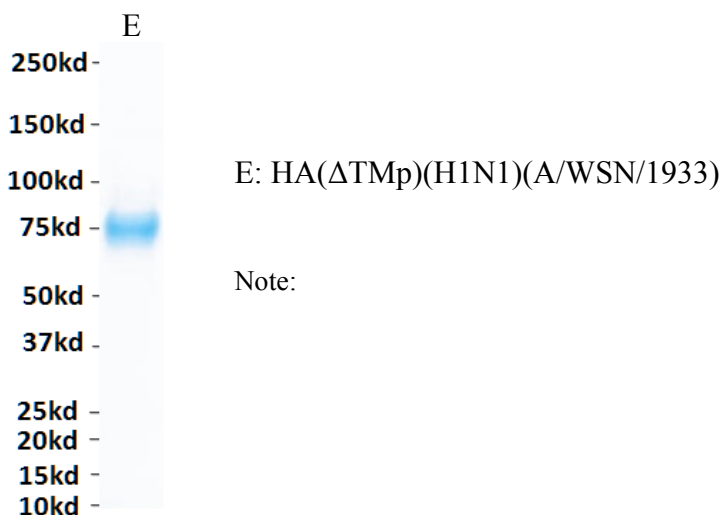 E
250kd-
150kd-
100kd-
E: HA(ΔTMp)(H1N1)(A/WSN/1933)
75kd-
Note:
50kd-
37kd-
25kd-
20kd-
15kd-
10kd-